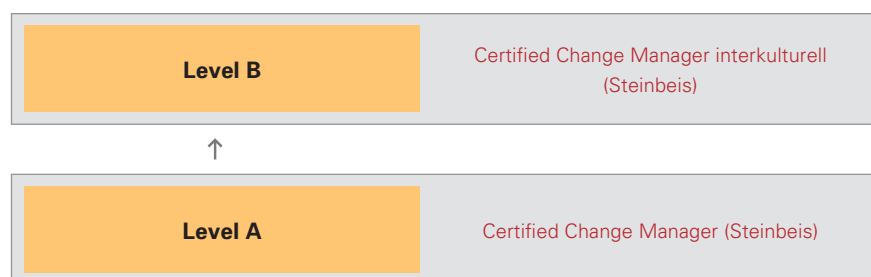 Level B
Certified Change Manager interkulturell
(Steinbeis)
↑
Level A
Certified Change Manager (Steinbeis)